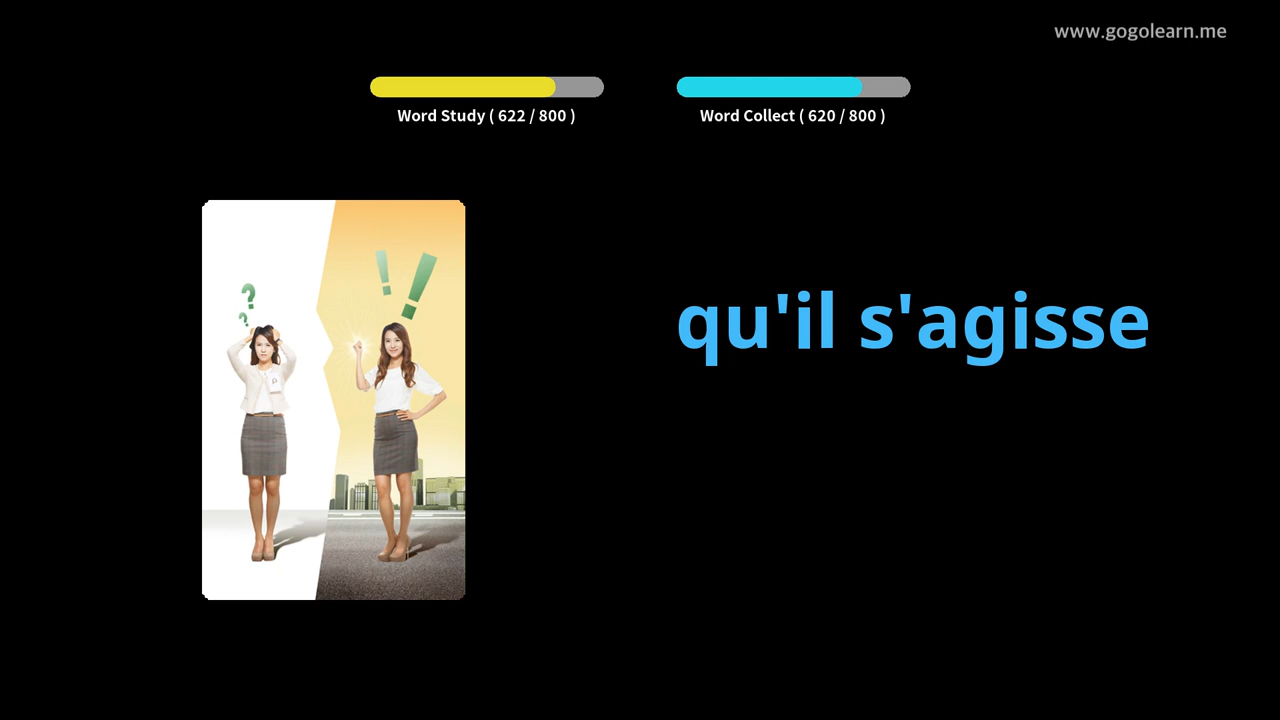 www.gogolearn.me
Word Study ( 622 / 800 )
Word Collect ( 620 / 800 )
? ? ! !
qu'il s'agisse